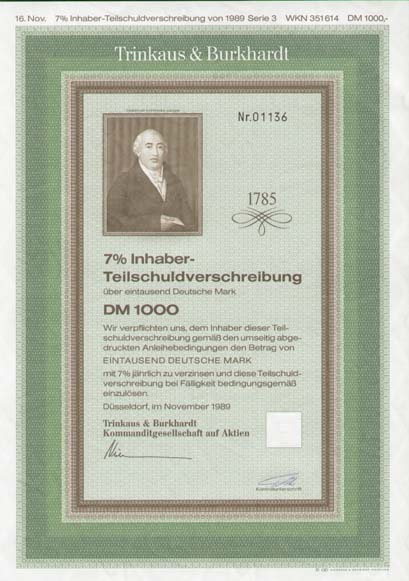 16. Nov. 7% Inhaber-Teilschuldverschreibung von 1989 Serie 3 WKN 351614 DM 1000,-
Trinkaus & Burkhardt
Nr.01136
1785
7% Inhaber-
Teilschuldverschreibung
über eintausend Deutsche Mark
DM 1000
Wir verpflichten uns, dem Inhaber dieser Teil-
schuldverschreibung gemäß den umseitig abge-
druckten Anleihebedingungen den Betrag von
EINTAUSEND DEUTSCHE MARK
mit 7% jährlich zu verzinsen und diese Teilschuld-
verschreibung bei Fälligkeit bedingungsgemäß
einzulösen.
Düsseldorf, im November 1989
Trinkaus & Burkhardt
Kommanditgesellschaft auf Aktien
Kontrollunterschrift